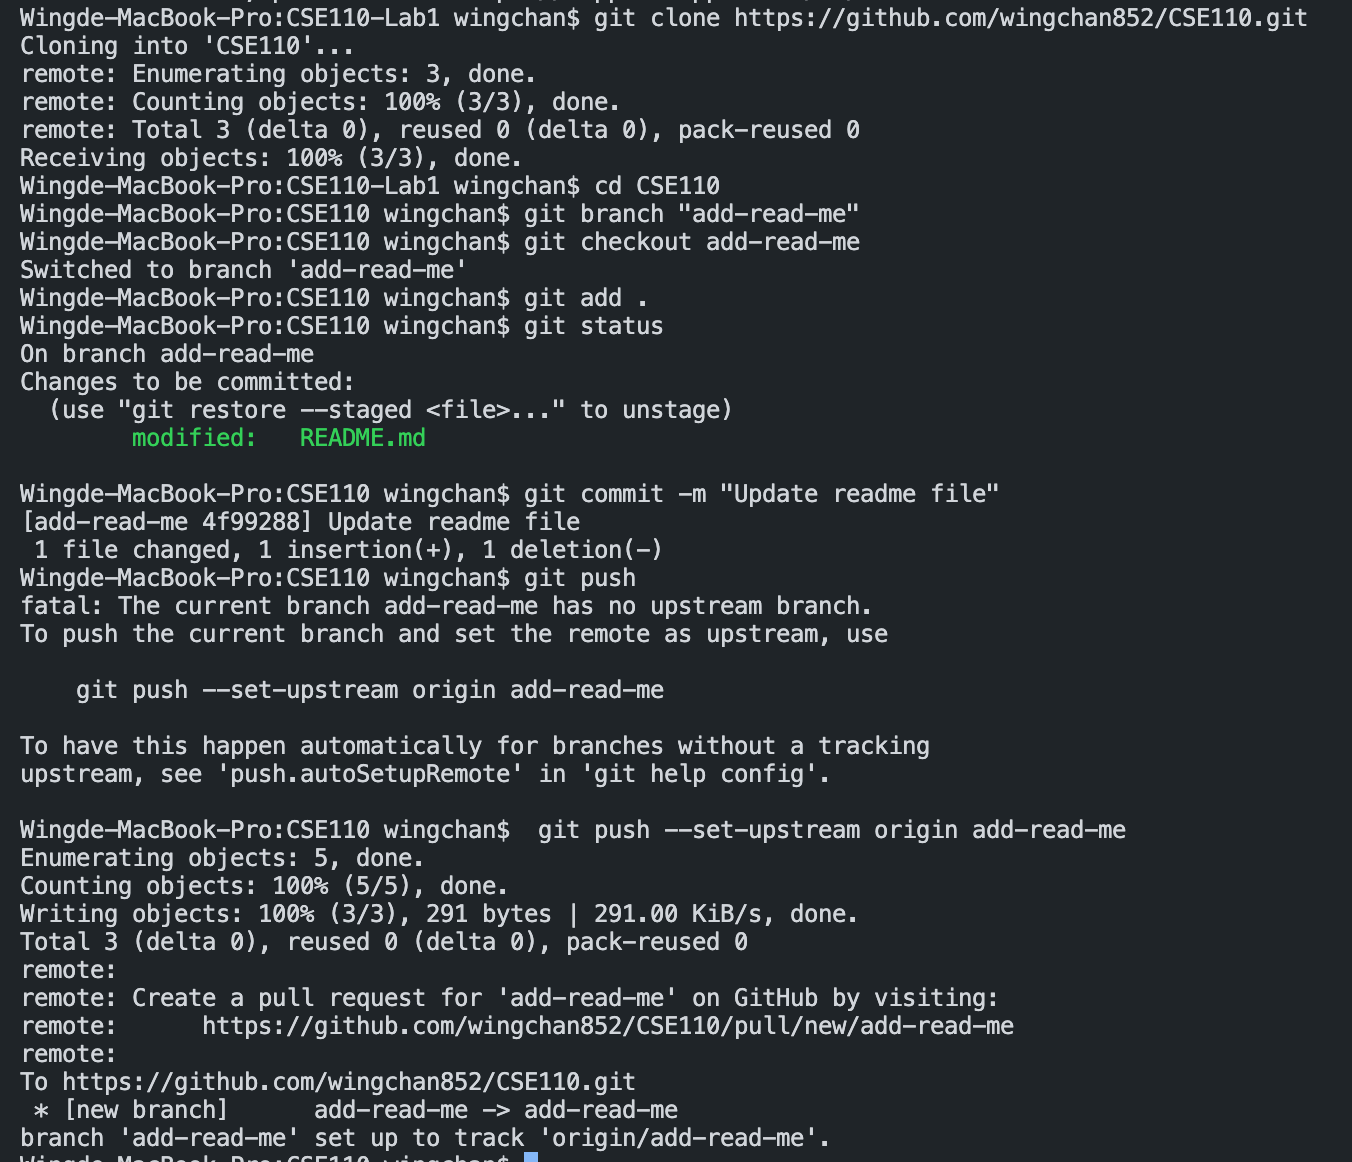 Wingde-MacBook-Pro:CSE110-Lab1 wingchan$ git clone https://github.com/wingchan852/CSE110.git
Cloning into 'CSE110'...
remote: Enumerating objects: 3, done.
remote: Counting objects: 100% (3/3), done.
remote: Total 3 (delta 0), reused 0 (delta 0), pack-reused 0
Receiving objects: 100% (3/3), done.
Wingde-MacBook-Pro:CSE110-Lab1 wingchan$ cd CSE110
Wingde-MacBook-Pro:CSE110 wingchan$ git branch "add-read-me"
Wingde-MacBook-Pro:CSE110 wingchan$ git checkout add-read-me
Switched to branch 'add-read-me'
Wingde-MacBook-Pro:CSE110 wingchan$ git add .
Wingde-MacBook-Pro:CSE110 wingchan$ git status
On branch add-read-me
Changes to be committed:
  (use "git restore --staged <file>..." to unstage)
        modified:   README.md
Wingde-MacBook-Pro:CSE110 wingchan$ git commit -m "Update readme file"
[add-read-me 4f99288] Update readme file
 1 file changed, 1 insertion(+), 1 deletion(-)
Wingde-MacBook-Pro:CSE110 wingchan$ git push
fatal: The current branch add-read-me has no upstream branch.
To push the current branch and set the remote as upstream, use
    git push --set-upstream origin add-read-me
To have this happen automatically for branches without a tracking
upstream, see 'push.autoSetupRemote' in 'git help config'.
Wingde-MacBook-Pro:CSE110 wingchan$  git push --set-upstream origin add-read-me
Enumerating objects: 5, done.
Counting objects: 100% (5/5), done.
Writing objects: 100% (3/3), 291 bytes | 291.00 KiB/s, done.
Total 3 (delta 0), reused 0 (delta 0), pack-reused 0
remote:
remote: Create a pull request for 'add-read-me' on GitHub by visiting:
remote:      https://github.com/wingchan852/CSE110/pull/new/add-read-me
remote:
To https://github.com/wingchan852/CSE110.git
 * [new branch]      add-read-me -> add-read-me
branch 'add-read-me' set up to track 'origin/add-read-me'.
Wingde-MacBook-Pro:CSE110 wingchan$